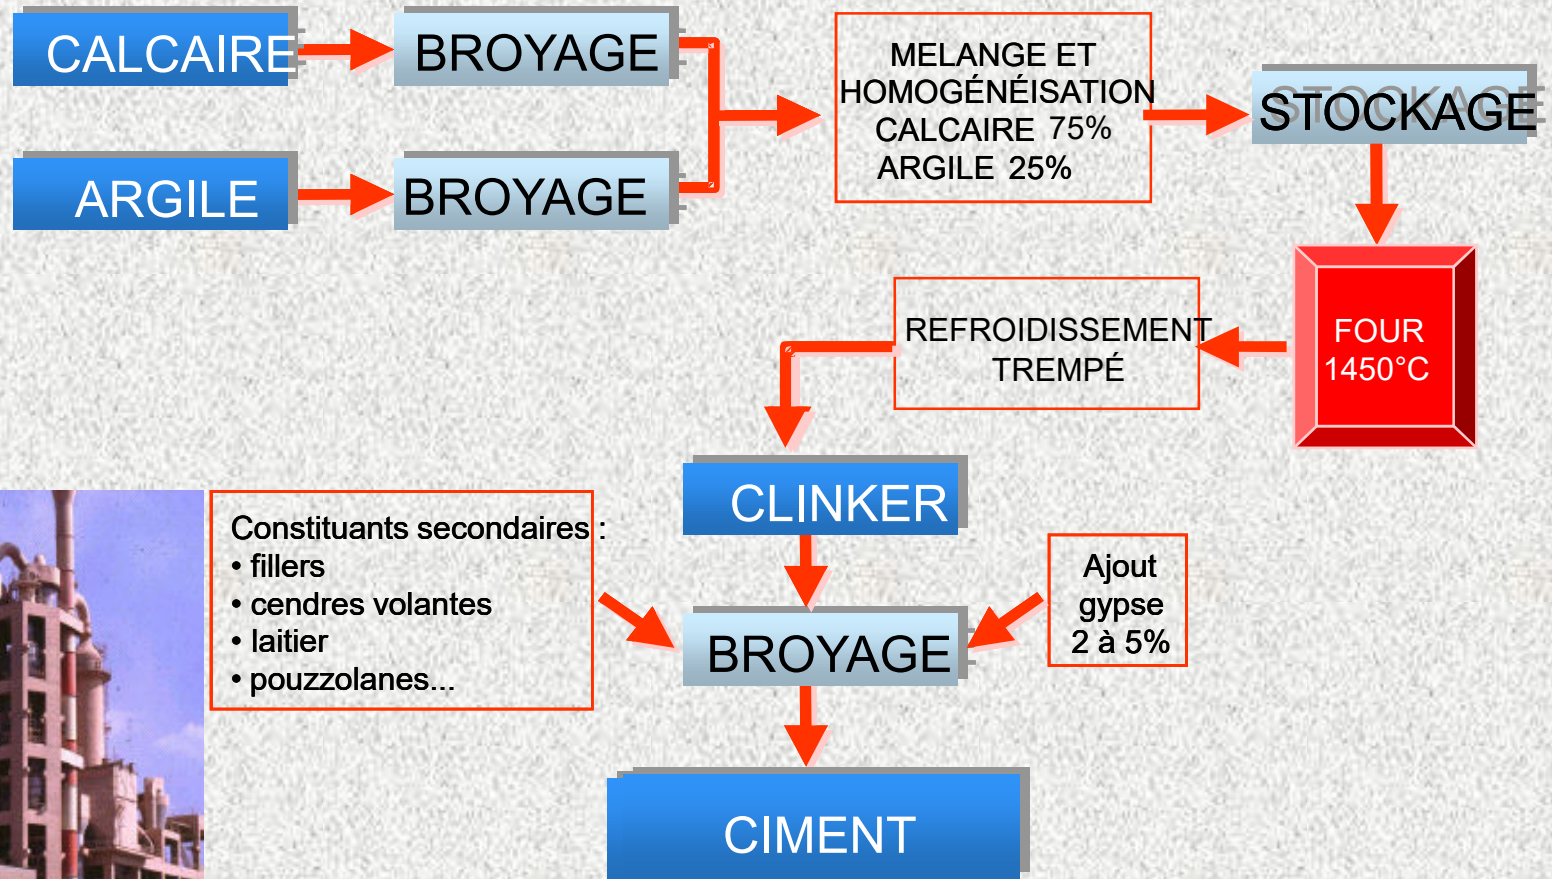 CALCAIRE
BROYAGE
MELANGE ET
HOMOGÉNÉISATION
CALCAIRE 75%
ARGILE 25%
STOCKAGE
ARGILE
BROYAGE
FOUR
1450°C
REFROIDISSEMENT
TREMPÉ
CLINKER
Constituants secondaires :
• fillers
• cendres volantes
• laitier
• pouzzolanes...
Ajout
gypse
2 à 5%
BROYAGE
CIMENT